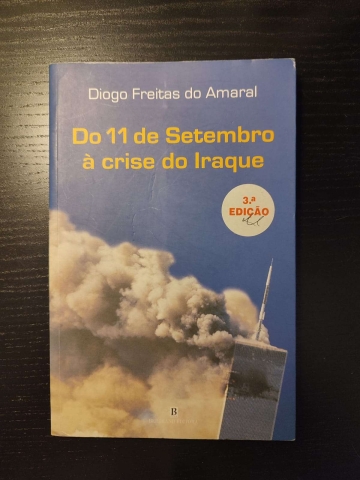 Diogo Freitas do Amaral
Do 11 de Setembro
à crise do Iraque
3.ª
EDIÇÃO
B